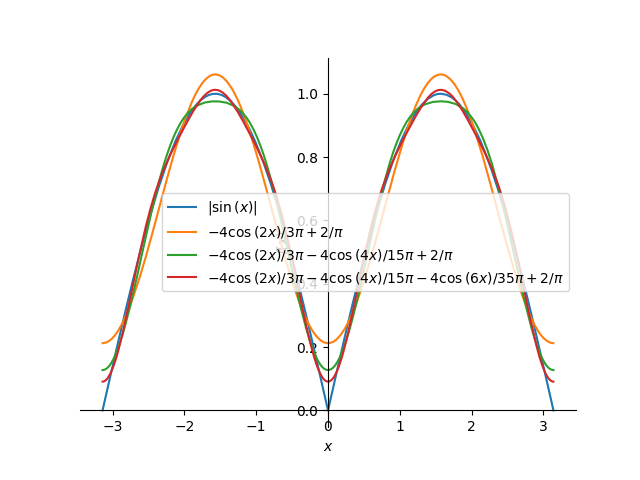 1.0
0.8
0.6
|sin (x)|
−4cos (2x)/3π + 2/π
−4cos (2x)/3π − 4cos (4x)/15π + 2/π
−4cos (2x)/3π − 4cos (4x)/15π − 4cos (6x)/35π + 2/π
0.4
0.2
0.0
−3 −2 −1 0 1 2 3
x